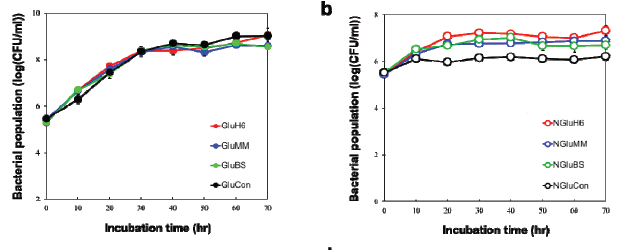 b
Bacterial population (log(CFU/ml))
10
8
6
4
2
0
10
20
30
40
50
60
70
Incubation time (hr)
GluH6
GluMM
GluBS
GluCon
Bacterial population (log(CFU/ml))
8
6
4
2
0
0
10
20
30
40
50
60
70
Incubation time (hr)
NGluH6
NGluMM
NGluBS
NGluCon